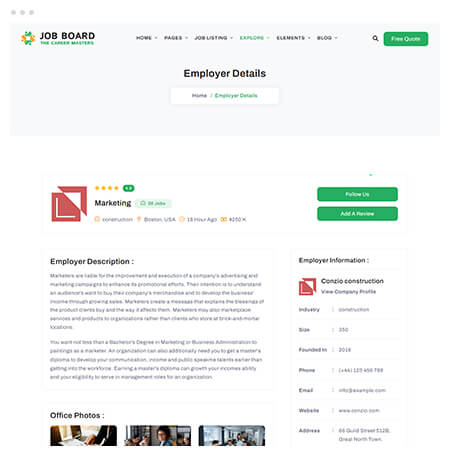 JOB BOARD
THE CAREER MASTERS
HOME PAGES JOB LISTING EXPLORE ELEMENTS BLOG
Free Quote
Employer Details
Home / Employer Details
4.8
Marketing
56 Jobs
construction Boston, USA 18 Hour Ago
Follow Us
Add A Review
Employer Description :
Marketers are liable for the improvement and execution of a company's advertising and
marketing campaigns to enhance its promotional efforts. Their intention is to understand
an audience's want to buy their company's merchandise and to develop the business'
income through growing sales. Marketers create a message that explains the blessings of
the product clients buy and the way it affects them. Marketers may also marketplace
services and products to organizations rather than clients who store at brick-and-mortar
locations.
You want not less than a Bachelor's Degree in Marketing or Business Administration to
paintings as a marketer. An organization can also additionally need you to get a master's
diploma to develop your communication, income and public speakme talents earlier than
getting into the workforce. Earning a master's diploma can growth your incomes ability
and your eligibility to serve in management roles for an organization.
Office Photos :
Employer Information :
Conzio construction
View Company Profile
Industry : construction
Size : 350
Founded In : 2018
Phone : (+44) 123 456 789
Email : info@example.com
Website : www.conzio.com
Address : 66 Guild Street 512B,
Great North Town.